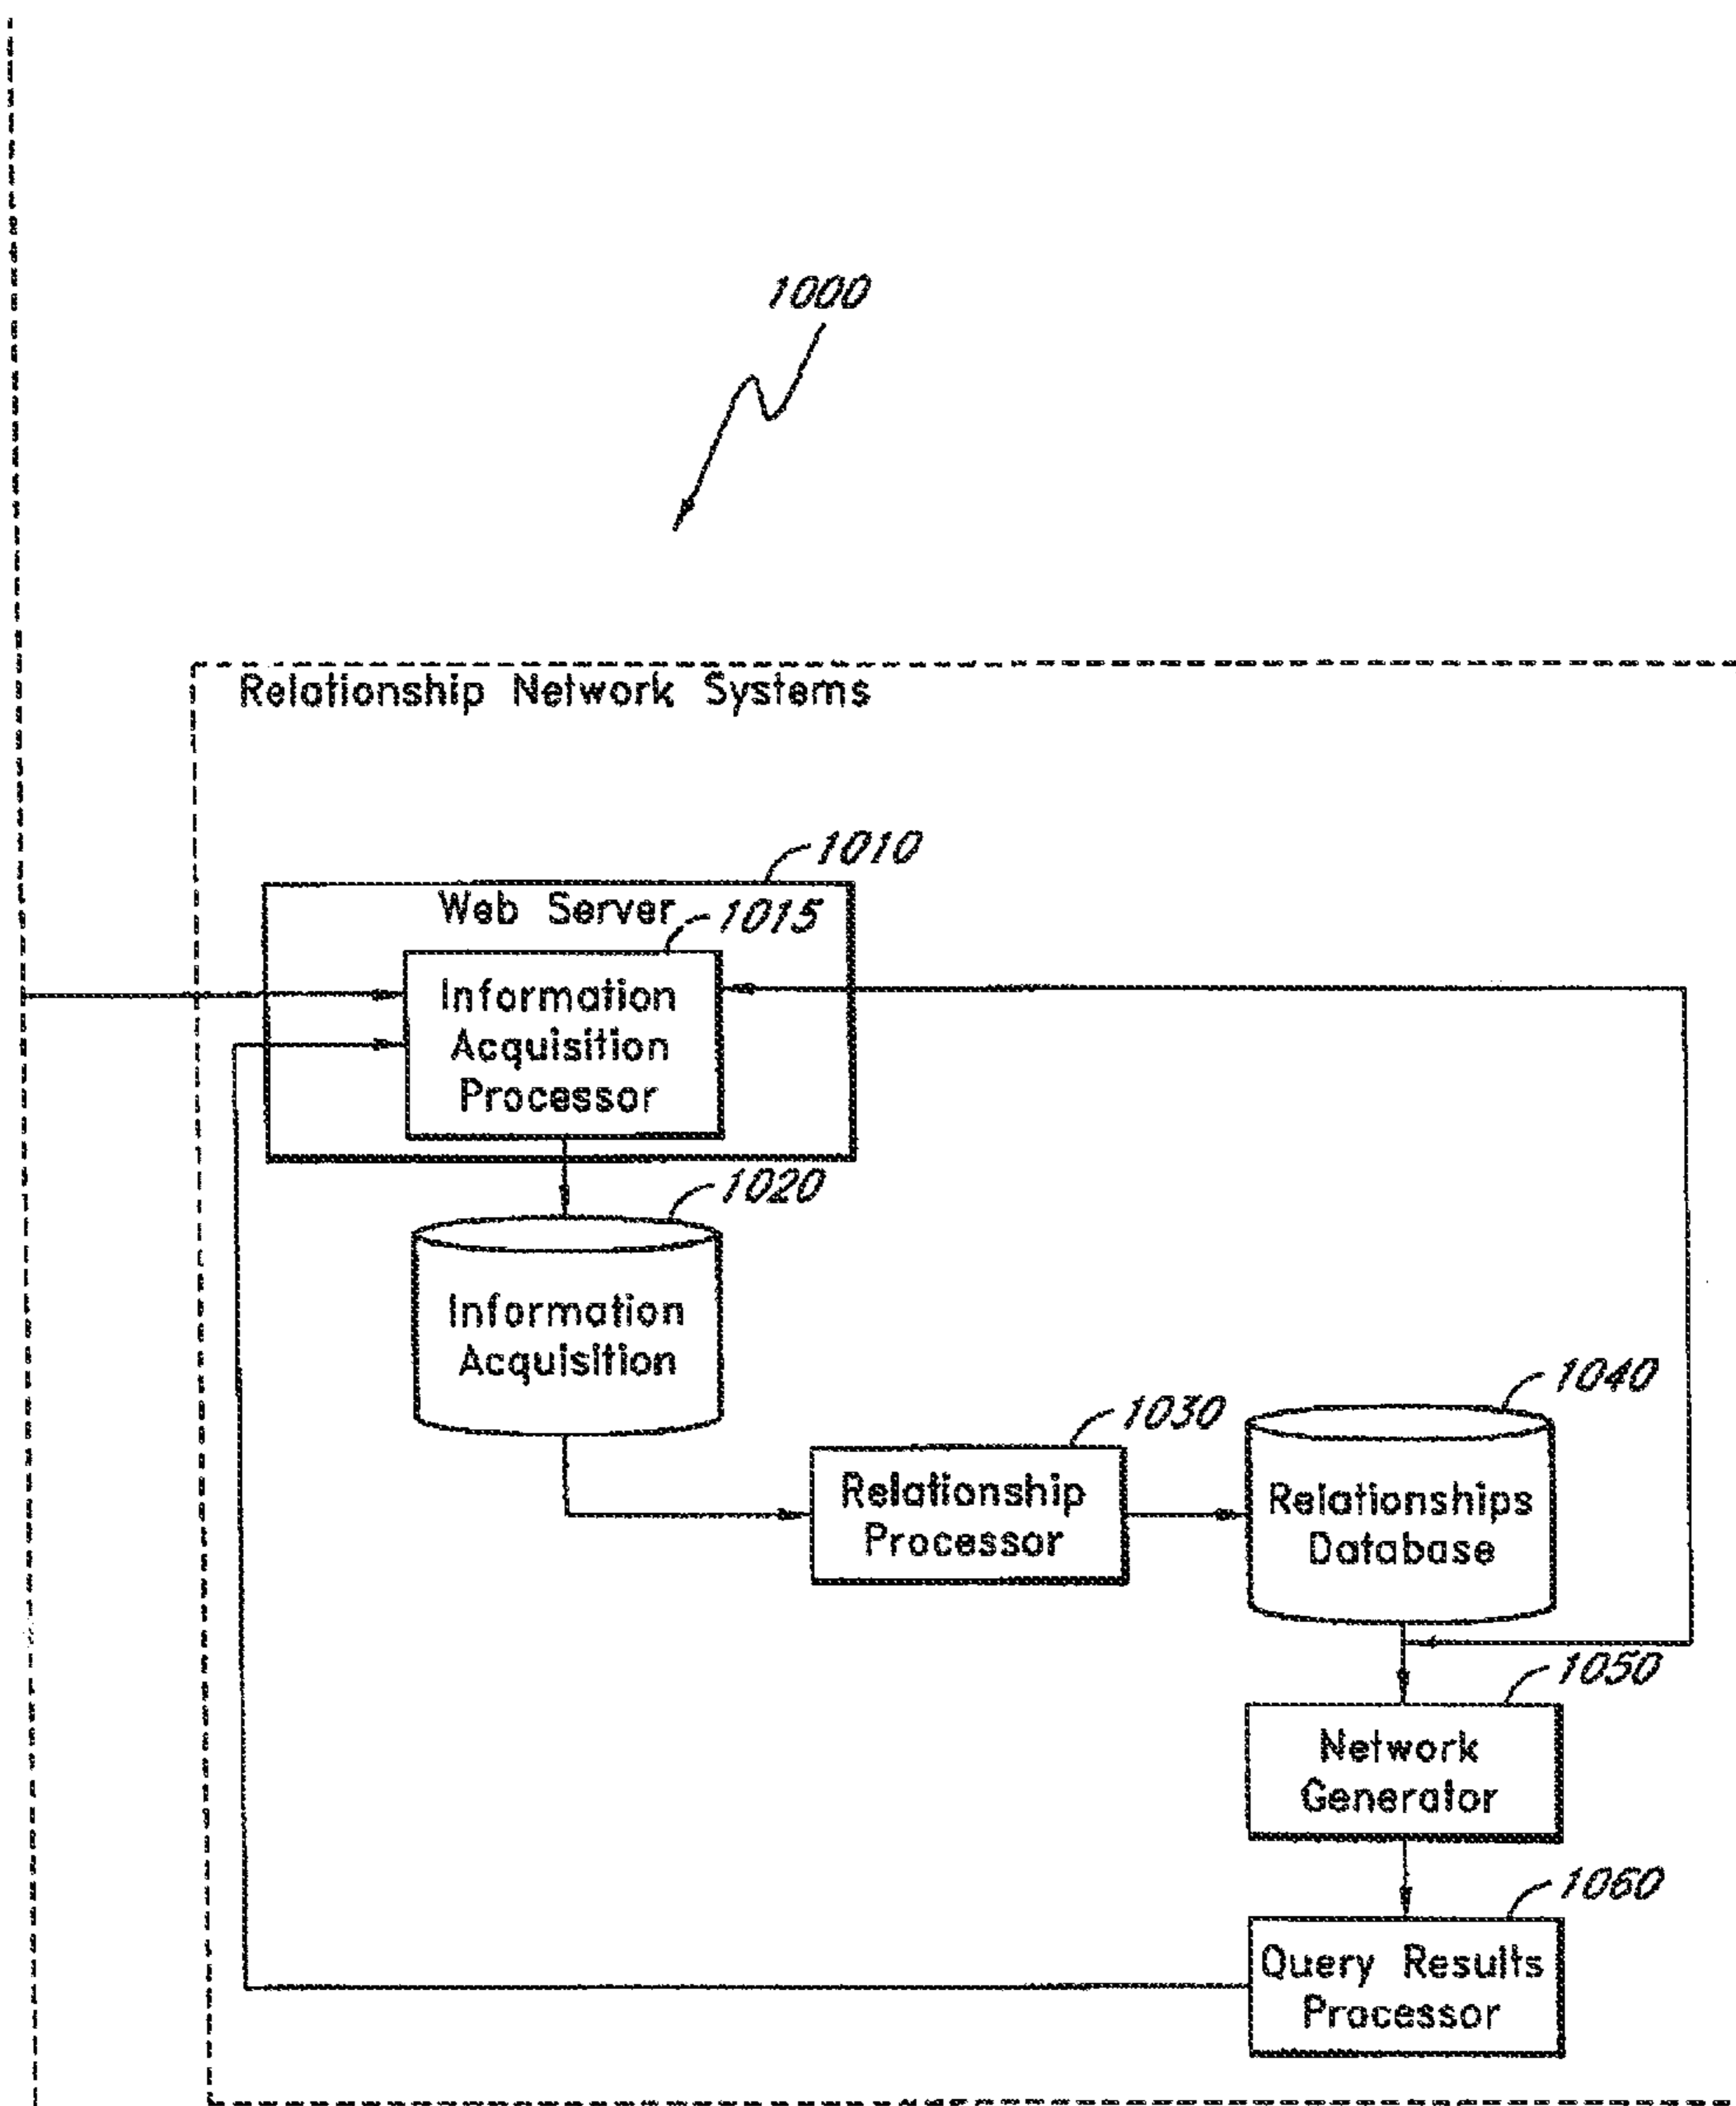 1000
Relationship Network Systems
1010
Web Server
1015
Information
Acquisition
Processor
1020
Information
Acquisition
1030
Relationship
Processor
1040
Relationships
Database
1050
Network
Generator
1060
Query Results
Processor